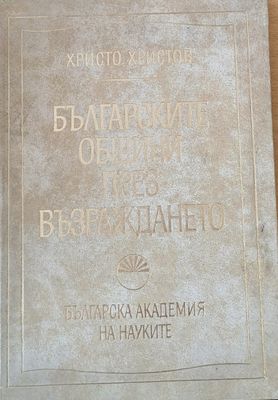 ХРИСТО ХРИСТОВ
БЪЛГАРСКИТЕ
ОБЩИНИ
ПРЕЗ
ВЪЗРАЖДАНЕТО
БЪЛГАРСКА АКАДЕМИЯ
НА НАУКИТЕ